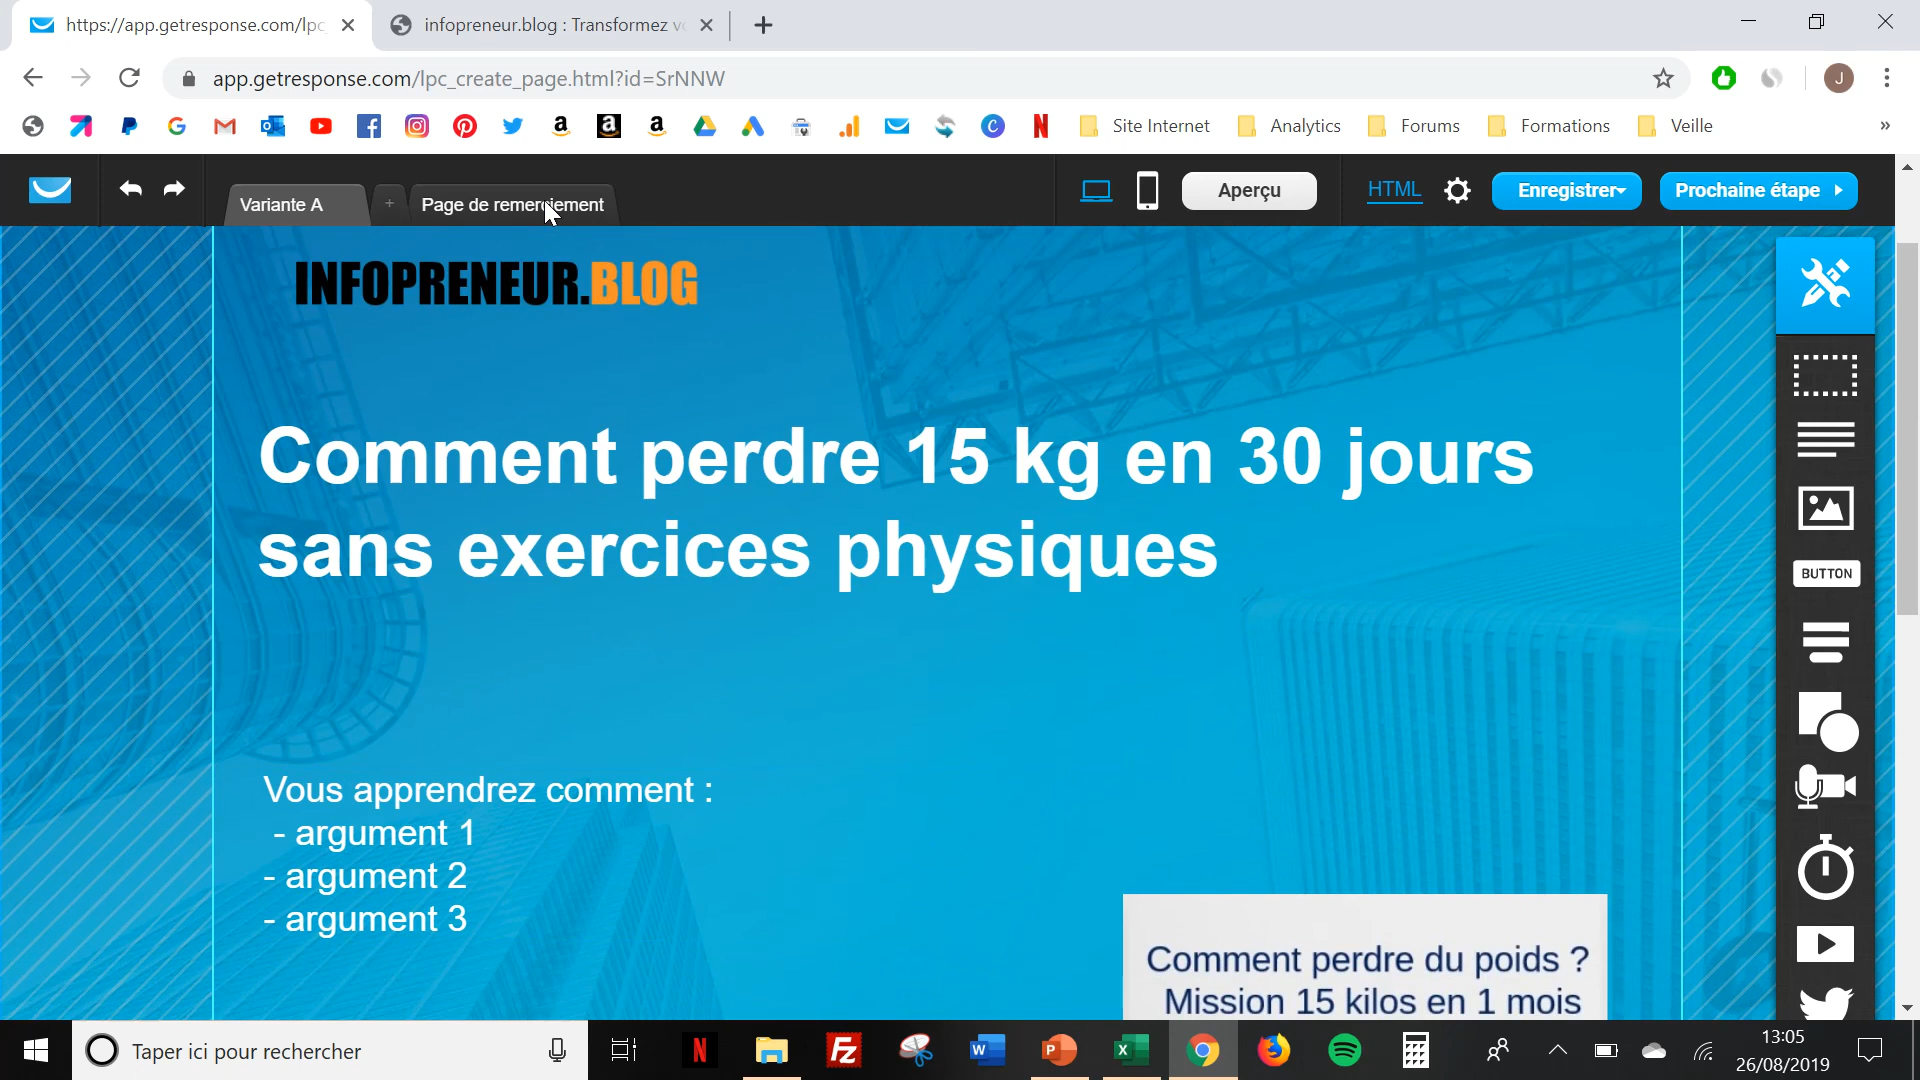 https://app.getresponse.com/lpc
infopreneur.blog : Transformez vo
app.getresponse.com/lpc_create_page.html?id=SrNNW
J
Site Internet
Analytics
Forums
Formations
Veille
»
Variante A
+
Page de remerciement
Aperçu
HTML
Enregistrer
Prochaine étape
INFOPRENEUR.BLOG
Comment perdre 15 kg en 30 jours
sans exercices physiques
BUTTON
Vous apprendrez comment :
- argument 1
- argument 2
- argument 3
Comment perdre du poids ?
Mission 15 kilos en 1 mois
Taper ici pour rechercher
13:05
26/08/2019